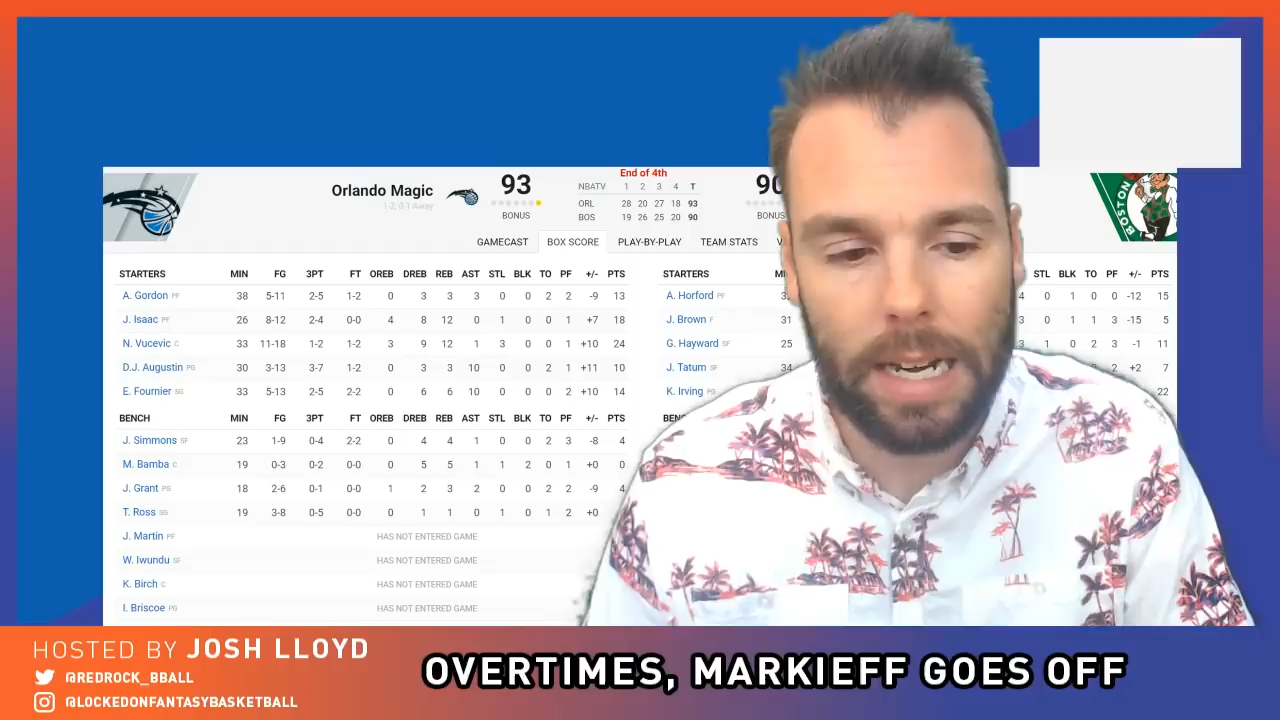 End of 4th
Orlando Magic 93 NBATV 1 2 3 4 T 90
1-2, 0-1 Away BONUS ORL 28 20 27 18 93 BONUS
BOS 19 26 25 20 90
BOSTON
GAMECAST BOX SCORE PLAY-BY-PLAY TEAM STATS
STARTERS MIN FG 3PT FT OREB DREB REB AST STL BLK TO PF +/- PTS
A. Gordon PF 38 5-11 2-5 1-2 0 3 3 3 0 0 2 2 -9 13
J. Isaac PF 26 8-12 2-4 0-0 4 8 12 0 1 0 0 1 +7 18
N. Vucevic C 33 11-18 1-2 1-2 3 9 12 1 3 0 0 1 +10 24
D.J. Augustin PG 30 3-13 3-7 1-2 0 3 3 10 0 0 2 1 +11 10
E. Fournier SG 33 5-13 2-5 2-2 0 6 6 10 0 0 0 2 +10 14
BENCH MIN FG 3PT FT OREB DREB REB AST STL BLK TO PF +/- PTS
J. Simmons SF 23 1-9 0-4 2-2 0 4 4 1 0 0 2 3 -8 4
M. Bamba C 19 0-3 0-2 0-0 0 5 5 1 1 2 0 1 +0 0
J. Grant PG 18 2-6 0-1 0-0 1 2 3 2 0 0 2 2 -9 4
T. Ross SG 19 3-8 0-5 0-0 0 1 1 0 1 0 1 2 +0
J. Martin PF HAS NOT ENTERED GAME
W. Iwundu SF HAS NOT ENTERED GAME
K. Birch C HAS NOT ENTERED GAME
I. Briscoe PG HAS NOT ENTERED GAME
STARTERS STL BLK TO PF +/- PTS
A. Horford PF 4 0 1 0 0 -12 15
J. Brown F 31 3 0 1 1 3 -15 5
G. Hayward SF 25 3 1 0 2 3 -1 11
J. Tatum SF 34 2 +2 7
K. Irving PG 22
HOSTED BY JOSH LLOYD
@REDROCK_BBALL
@LOCKEDONFANTASYBASKETBALL
OVERTIMES, MARKIEFF GOES OFF